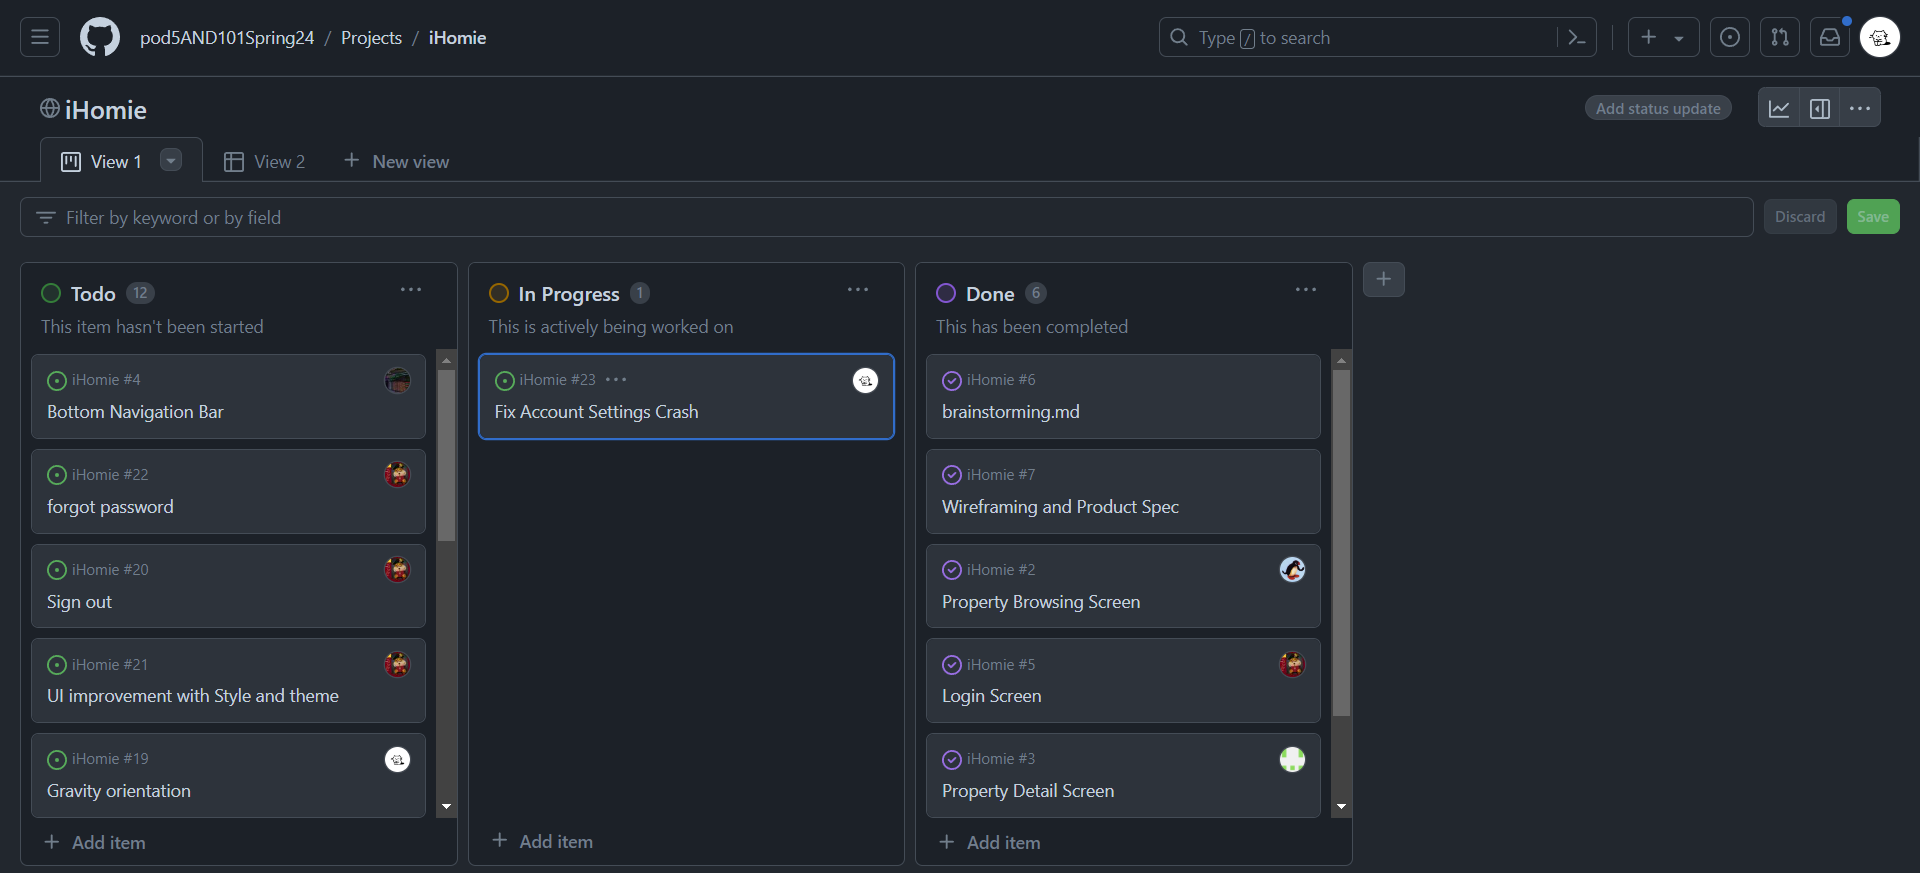 pod5AND101Spring24 / Projects / iHomie
Type / to search
iHomie
Add status update
View 1
View 2
New view
Filter by keyword or by field
Discard
Save
Todo 12
This item hasn't been started
iHomie #4
Bottom Navigation Bar
iHomie #22
forgot password
iHomie #20
Sign out
iHomie #21
UI improvement with Style and theme
iHomie #19
Gravity orientation
Add item
In Progress 1
This is actively being worked on
iHomie #23
Fix Account Settings Crash
Add item
Done 6
This has been completed
iHomie #6
brainstorming.md
iHomie #7
Wireframing and Product Spec
iHomie #2
Property Browsing Screen
iHomie #5
Login Screen
iHomie #3
Property Detail Screen
Add item